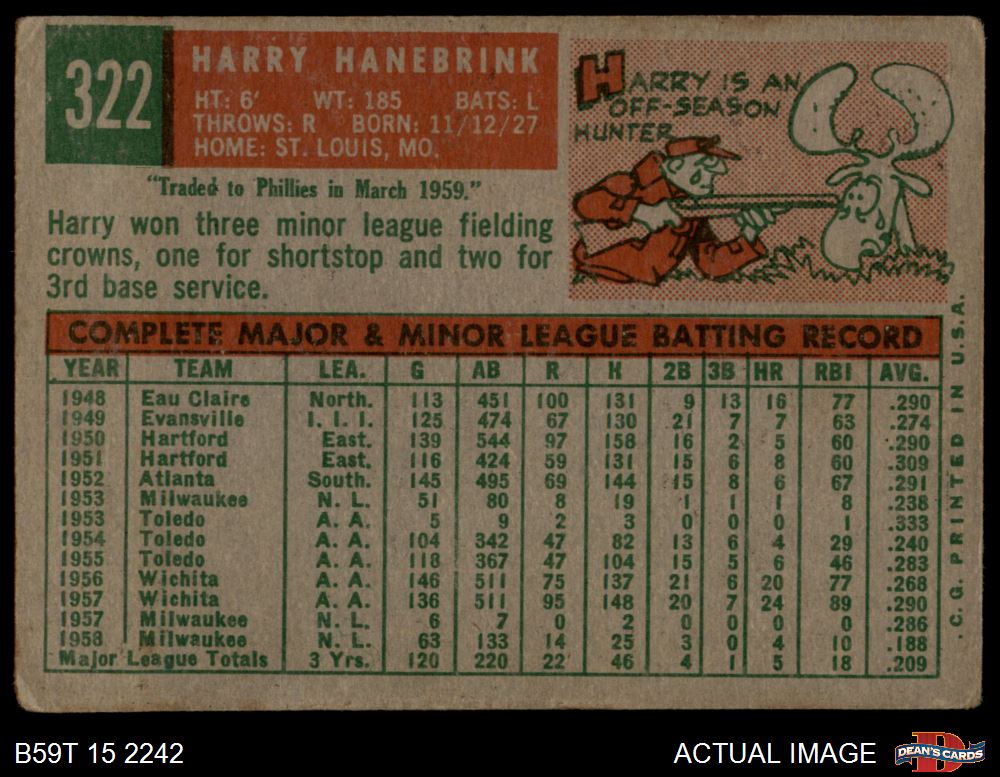 322
HARRY HANEBRINK
HT: 6' WT: 185 BATS: L
THROWS: R BORN: 11/12/27
HOME: ST. LOUIS, MO.
"Traded to Phillies in March 1959."
Harry won three minor league fielding
crowns, one for shortstop and two for
3rd base service.
HARRY IS AN
OFF-SEASON
HUNTER
COMPLETE MAJOR & MINOR LEAGUE BATTING RECORD
YEAR TEAM LEA. G AB R H 2B 3B HR RBI AVG.
1948 Eau Claire North. 113 451 100 131 9 13 16 77 .290
1949 Evansville I. I. I. 125 474 67 130 21 7 7 63 .274
1950 Hartford East. 139 544 97 158 16 2 5 60 .290
1951 Hartford East. 116 424 59 131 15 6 8 60 .309
1952 Atlanta South. 145 495 69 144 15 8 6 67 .291
1953 Milwaukee N. L. 51 80 8 19 1 1 1 8 .238
1953 Toledo A. A. 5 9 2 3 0 0 0 1 .333
1954 Toledo A. A. 104 342 47 82 13 6 4 29 .240
1955 Toledo A. A. 118 367 47 104 15 5 6 46 .283
1956 Wichita A. A. 146 511 75 137 21 6 20 77 .268
1957 Wichita A. A. 136 511 95 148 20 7 24 89 .290
1957 Milwaukee N. L. 6 7 0 2 0 0 0 0 .286
1958 Milwaukee N. L. 63 133 14 25 3 0 4 10 .188
Major League Totals 3 Yrs. 120 220 22 46 4 1 5 18 .209
. C. G. PRINTED IN U.S.A.
B59T 15 2242
ACTUAL IMAGE
D
DEAN'S CARDS